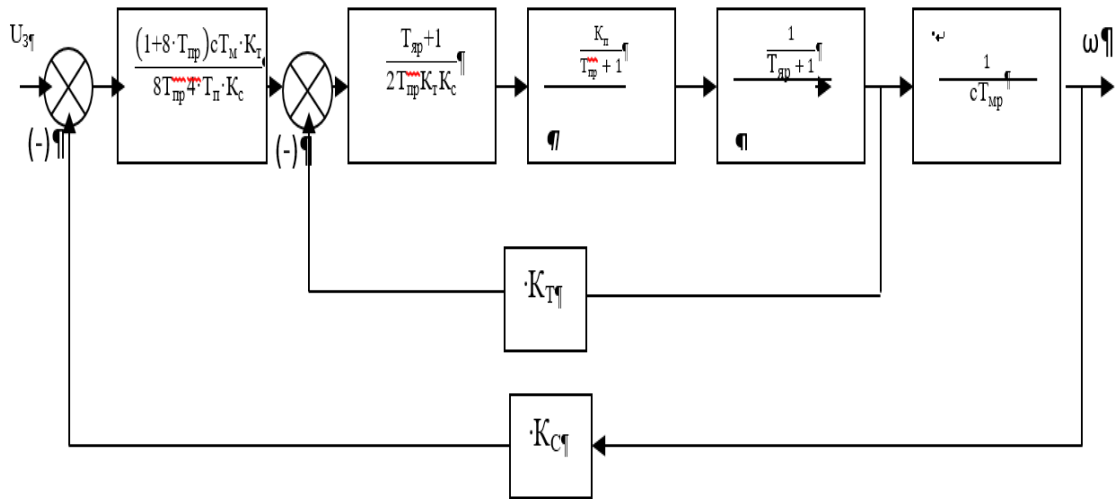 U₃¶
(1+8·Tпр)cTм·Kт¶
8Tпр4·Tп·Kс
Tяр+1
2TпрKтKс¶
Kп
Tпр + 1¶
¶
1
Tяр + 1¶
¶
·↵
1
cTмр¶
ω¶
(-)¶
(-)¶
·KТ¶
·KС¶